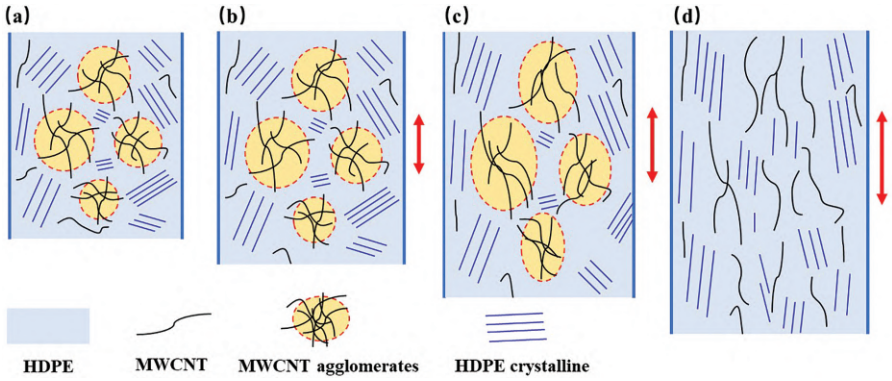 (a)
(b)
(c)
(d)
HDPE
MWCNT
MWCNT agglomerates
HDPE crystalline